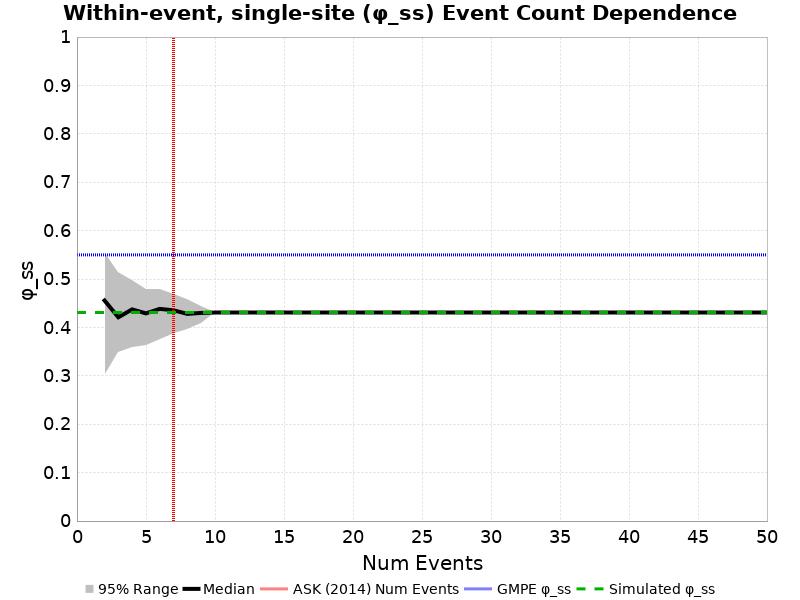 Within-event, single-site (φ_ss) Event Count Dependence
1
0.9
0.8
0.7
0.6
0.5
0.4
0.3
0.2
0.1
0
φ_ss
0 5 10 15 20 25 30 35 40 45 50
Num Events
95% Range Median ASK (2014) Num Events GMPE φ_ss Simulated φ_ss